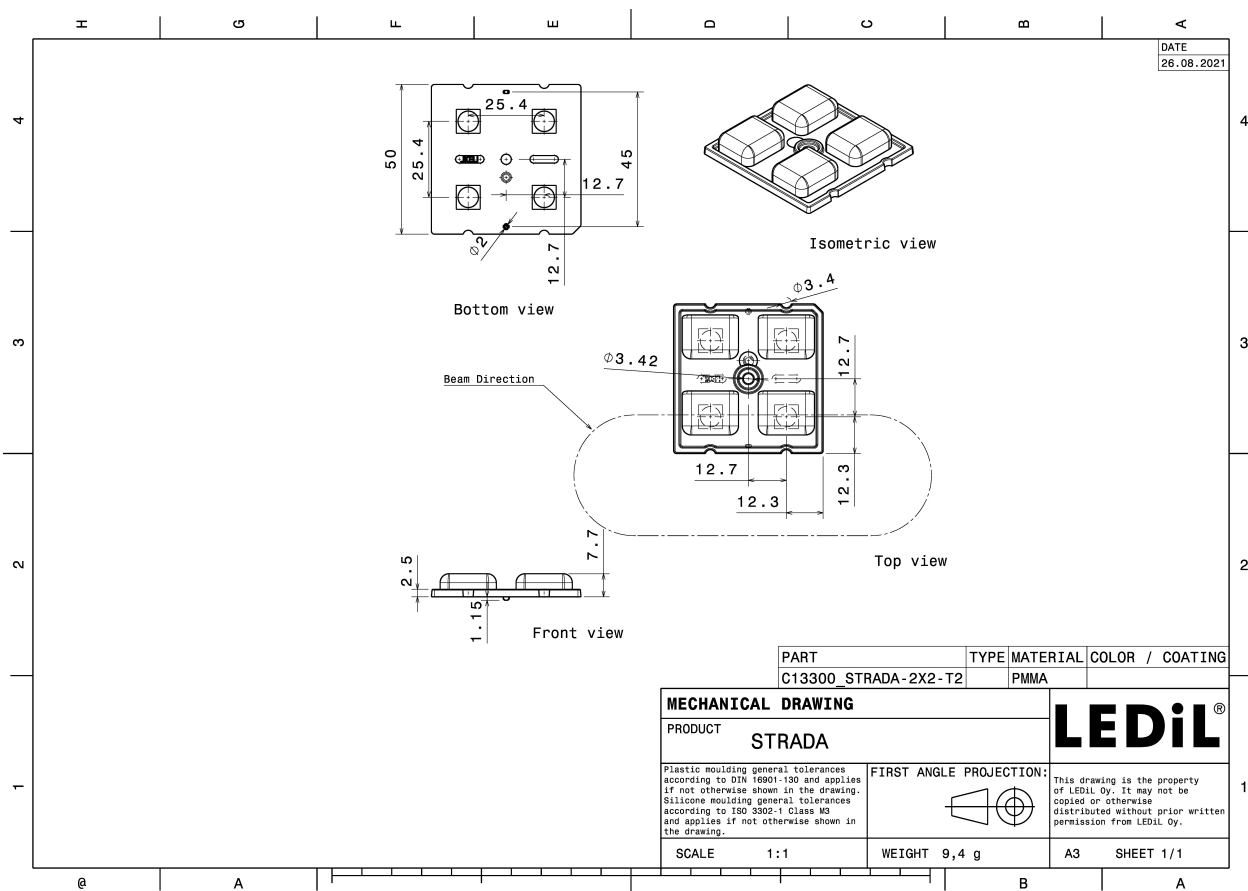 H G F E D C B A
DATE
26.08.2021
4 4
25.4
50
25.4
45
12.7
Ø2
12.7
Bottom view
Isometric view
3 3
Ø3.4
Ø3.42
12.7
Beam Direction
12.7
12.3
12.3
Top view
2 2
7.7
2.5
1.15
Front view
PART TYPE MATERIAL COLOR / COATING
C13300_STRADA-2X2-T2 PMMA
MECHANICAL DRAWING
LEDiL®
PRODUCT
STRADA
Plastic moulding general tolerances
according to DIN 16901-130 and applies
if not otherwise shown in the drawing.
Silicone moulding general tolerances
according to ISO 3302-1 Class M3
and applies if not otherwise shown in
the drawing.
FIRST ANGLE PROJECTION:
This drawing is the property
of LEDiL Oy. It may not be
copied or otherwise
distributed without prior written
permission from LEDiL Oy.
1 1
SCALE 1:1
WEIGHT 9,4 g
A3 SHEET 1/1
@ A B A